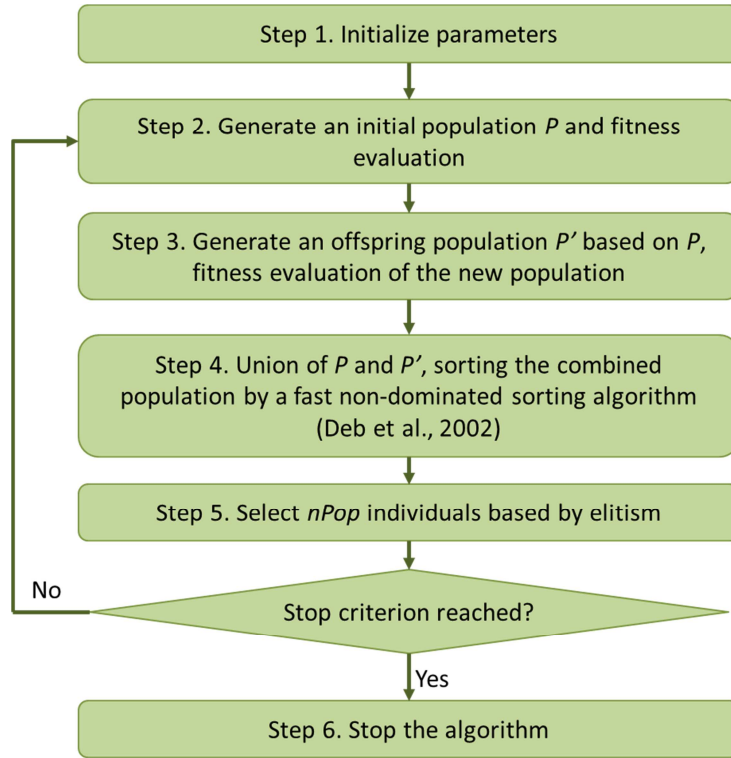 Step 1. Initialize parameters
Step 2. Generate an initial population P and fitness
evaluation
Step 3. Generate an offspring population P’ based on P,
fitness evaluation of the new population
Step 4. Union of P and P’, sorting the combined
population by a fast non-dominated sorting algorithm
(Deb et al., 2002)
Step 5. Select nPop individuals based by elitism
No
Stop criterion reached?
Yes
Step 6. Stop the algorithm